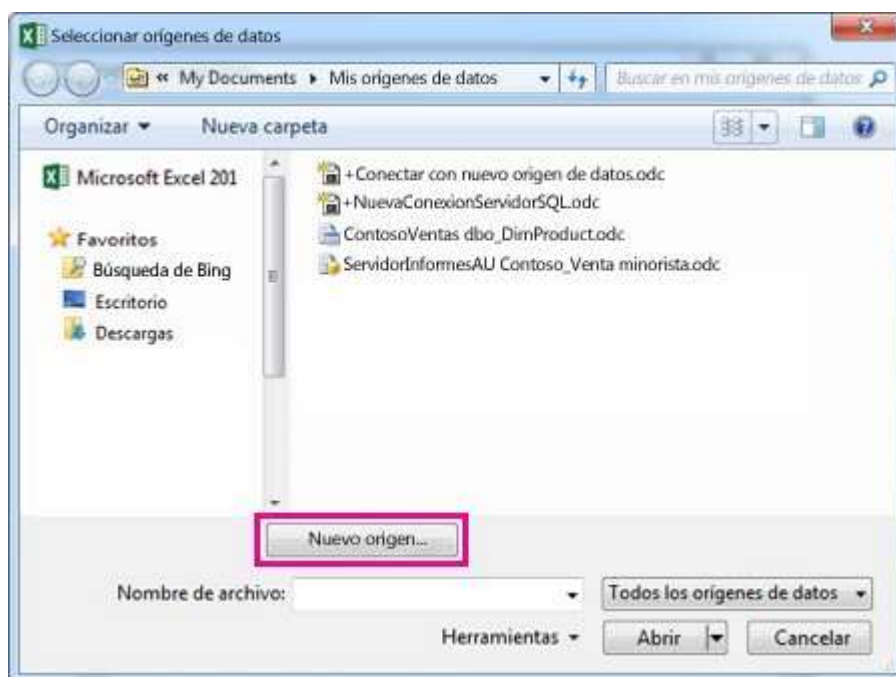 Seleccionar orígenes de datos
« My Documents Mis orígenes de datos Buscar en mis orígenes de datos
Organizar Nueva carpeta
Microsoft Excel 201
Favoritos
Búsqueda de Bing
Escritorio
Descargas
+Conectar con nuevo origen de datos.odc
+NuevaConexionServidorSQL.odc
ContosoVentas dbo_DimProduct.odc
ServidorInformesAU Contoso_Venta minorista.odc
Nuevo origen...
Nombre de archivo: Todos los orígenes de datos
Herramientas Abrir Cancelar